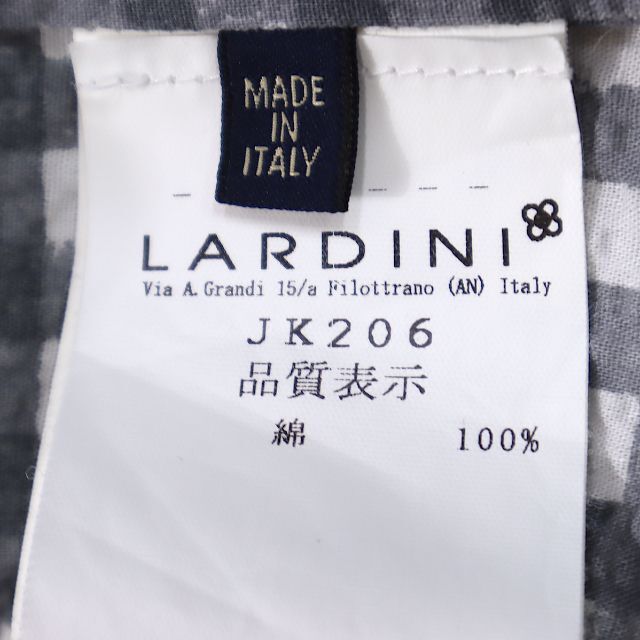 MADE
IN
ITALY
LARDINI
Via A. Grandi 15/a Filottrano (AN) Italy
JK206
品質表示
綿 100%